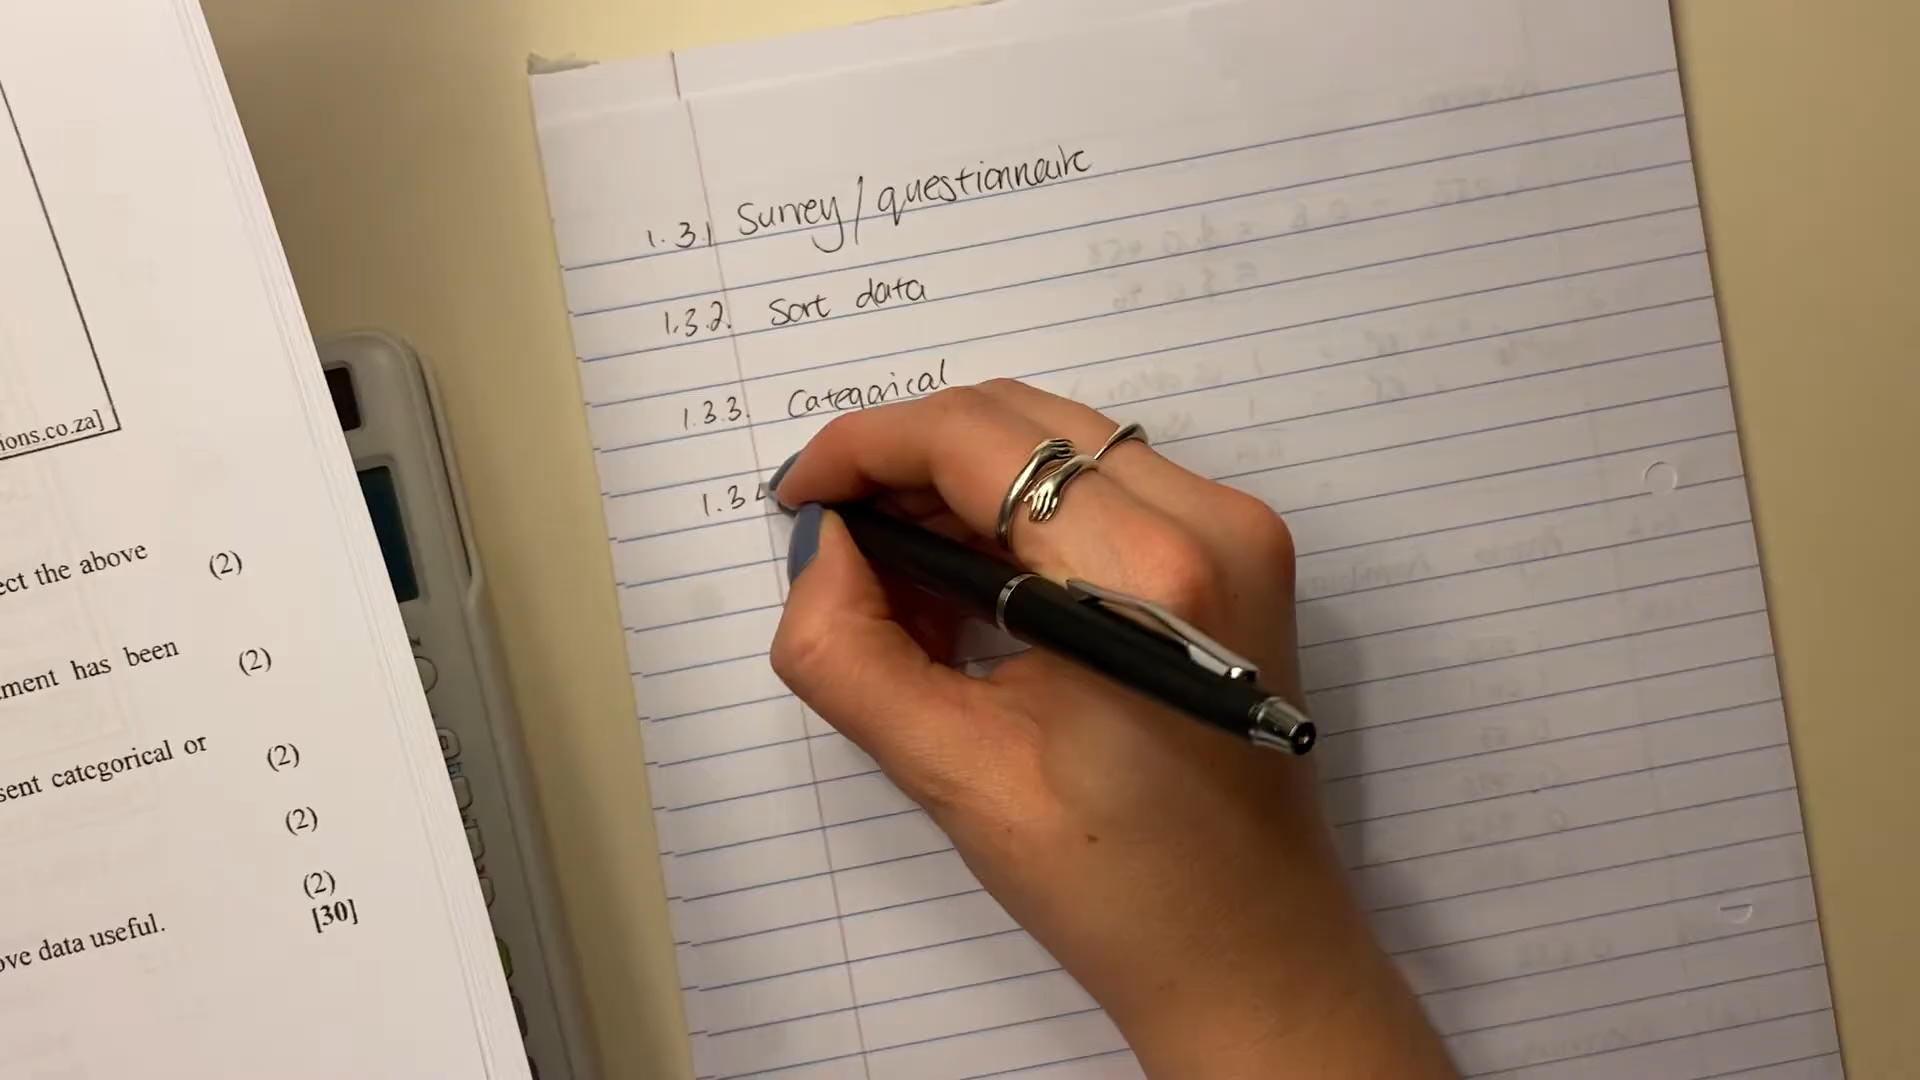 ions.co.za]
ect the above (2)
ment has been (2)
sent categorical or (2)
(2)
(2)
ove data useful.
[30]
1.3.1 Survey/questionnaire
1.3.2. Sort data
1.3.3. Categorical
1.3 4